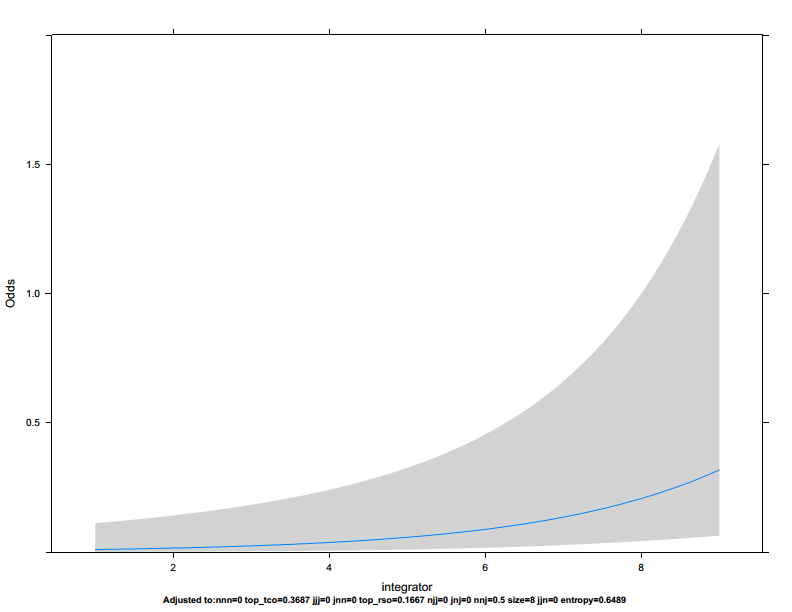 1.5
1.0
Odds
0.5
2 4 6 8
integrator
Adjusted to:nnn=0 top_tco=0.3687 jjj=0 jnn=0 top_rso=0.1667 njj=0 jnj=0 nnj=0.5 size=8 jjn=0 entropy=0.6489